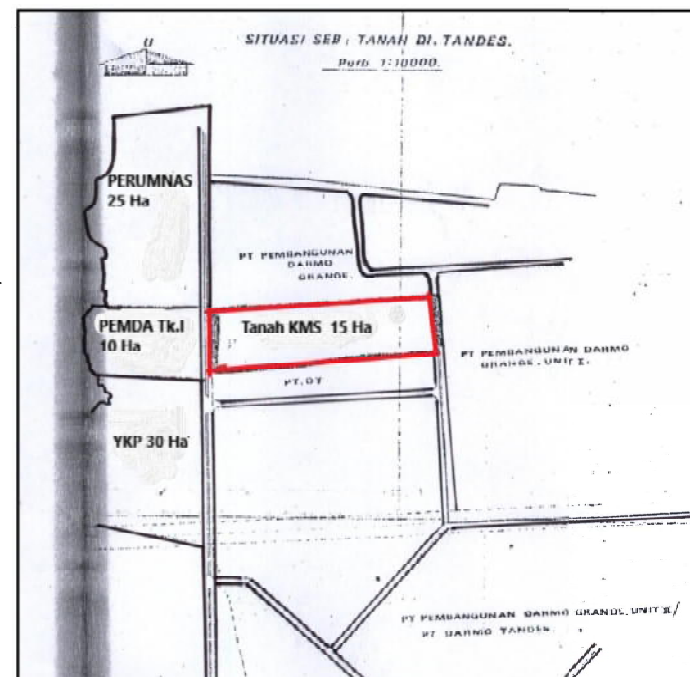 U
SITUASI SEB: TANAH DI. TANDES.
Perb. 1:10000.
PERUMNAS
25 Ha
PT PEMBANGUNAN
DARMO
GRANDE.
PEMDA Tk.I
10 Ha
Tanah KMS 15 Ha
PT PEMBANGUNAN DARMO
GRANDE. UNIT I.
PT.DT
YKP 30 Ha
PT PEMBANGUNAN DARMO GRANDE. UNIT II/
PT DARMO TANDES.